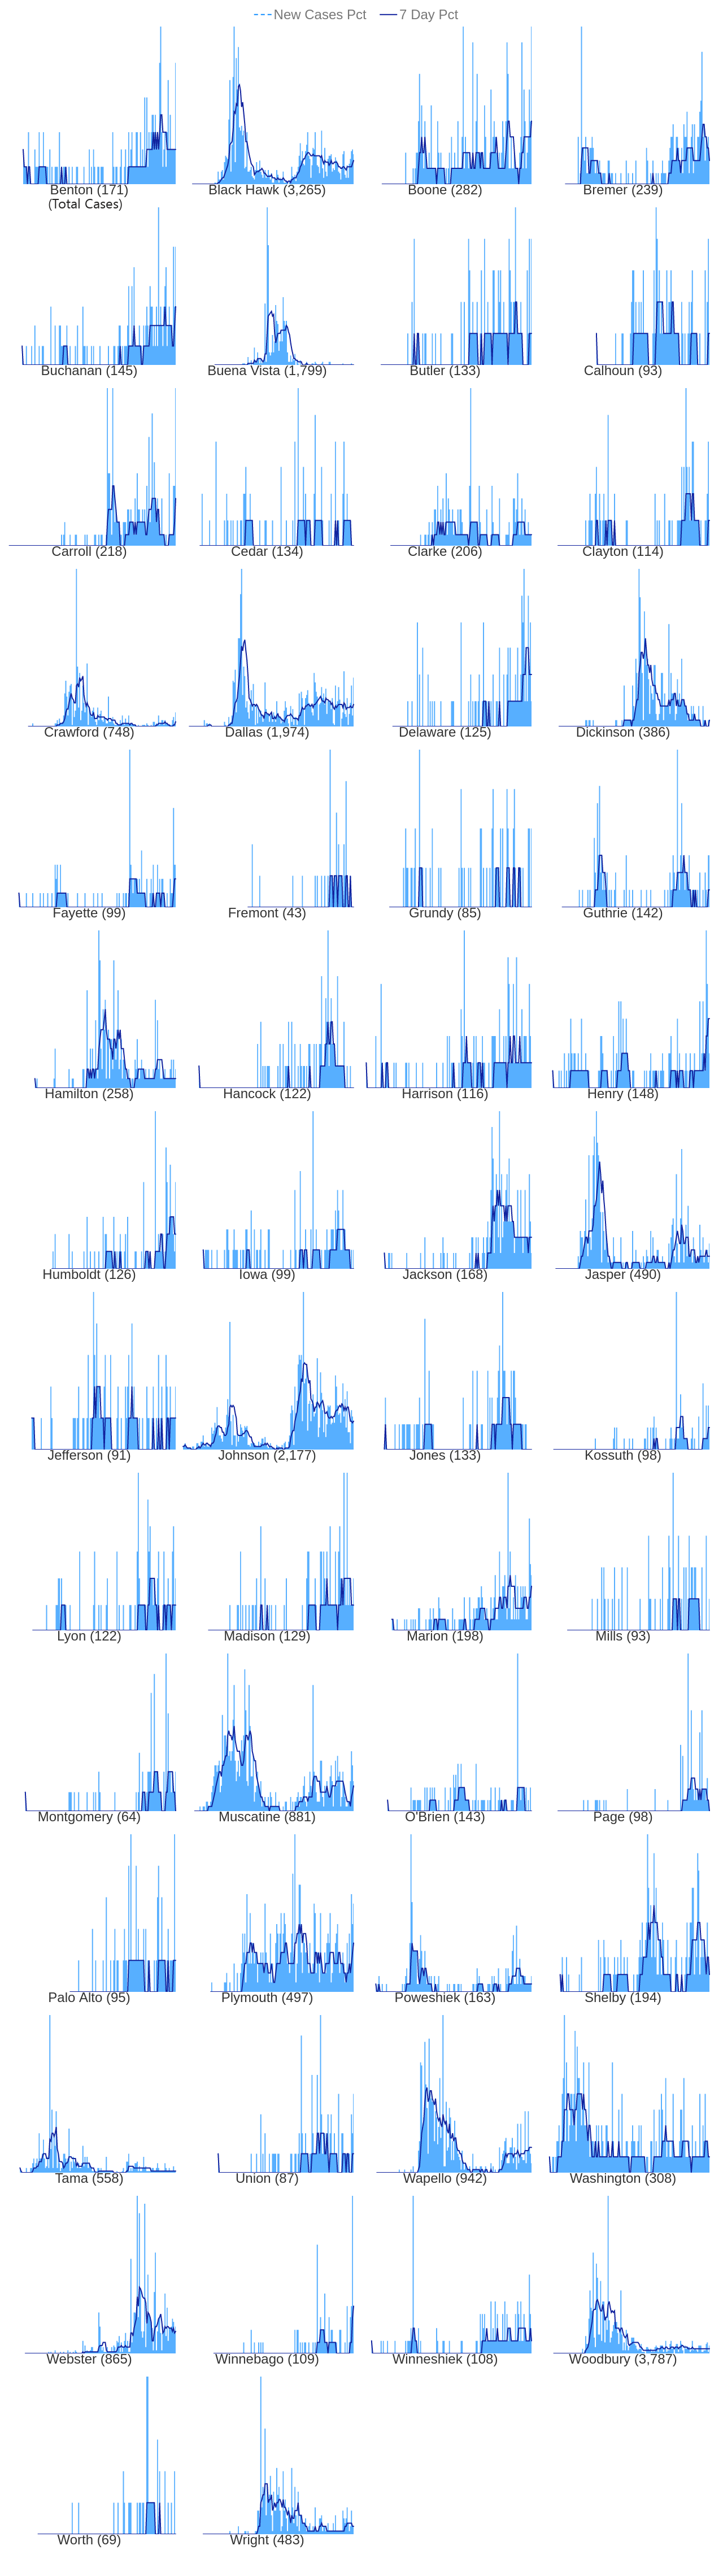 New Cases Pct 7 Day Pct
Benton (171) Black Hawk (3,265) Boone (282) Bremer (239)
(Total Cases)
Buchanan (145) Buena Vista (1,799) Butler (133) Calhoun (93)
Carroll (218) Cedar (134) Clarke (206) Clayton (114)
Crawford (748) Dallas (1,974) Delaware (125) Dickinson (386)
Fayette (99) Fremont (43) Grundy (85) Guthrie (142)
Hamilton (258) Hancock (122) Harrison (116) Henry (148)
Humboldt (126) Iowa (99) Jackson (168) Jasper (490)
Jefferson (91) Johnson (2,177) Jones (133) Kossuth (98)
Lyon (122) Madison (129) Marion (198) Mills (93)
Montgomery (64) Muscatine (881) O'Brien (143) Page (98)
Palo Alto (95) Plymouth (497) Poweshiek (163) Shelby (194)
Tama (558) Union (87) Wapello (942) Washington (308)
Webster (865) Winnebago (109) Winneshiek (108) Woodbury (3,787)
Worth (69) Wright (483)